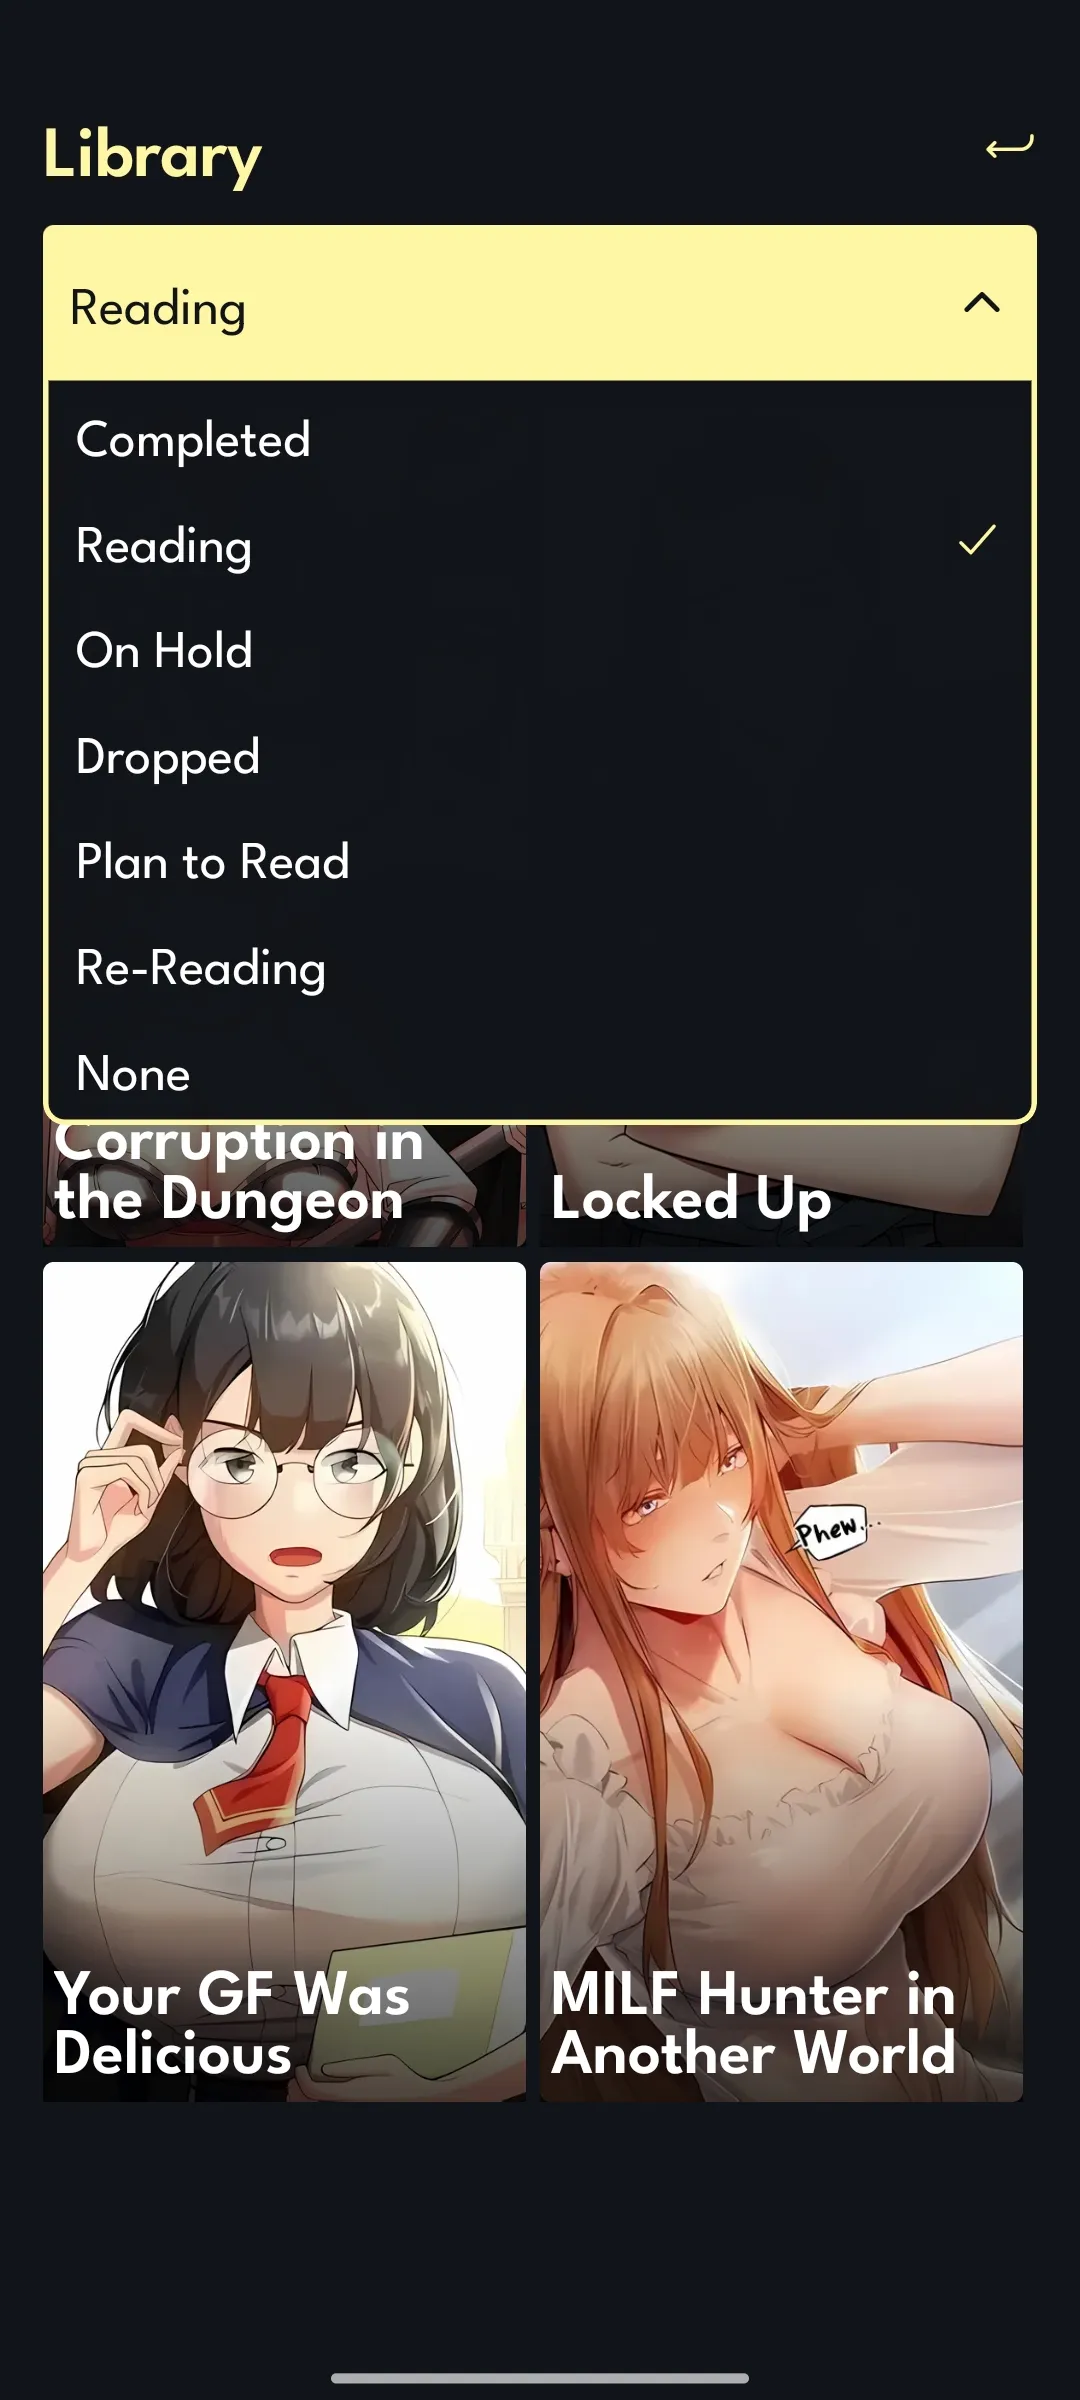 Library
Reading
Completed
Reading
On Hold
Dropped
Plan to Read
Re-Reading
None
Corruption in
the Dungeon
Locked Up
Phew...
Your GF Was
Delicious
MILF Hunter in
Another World